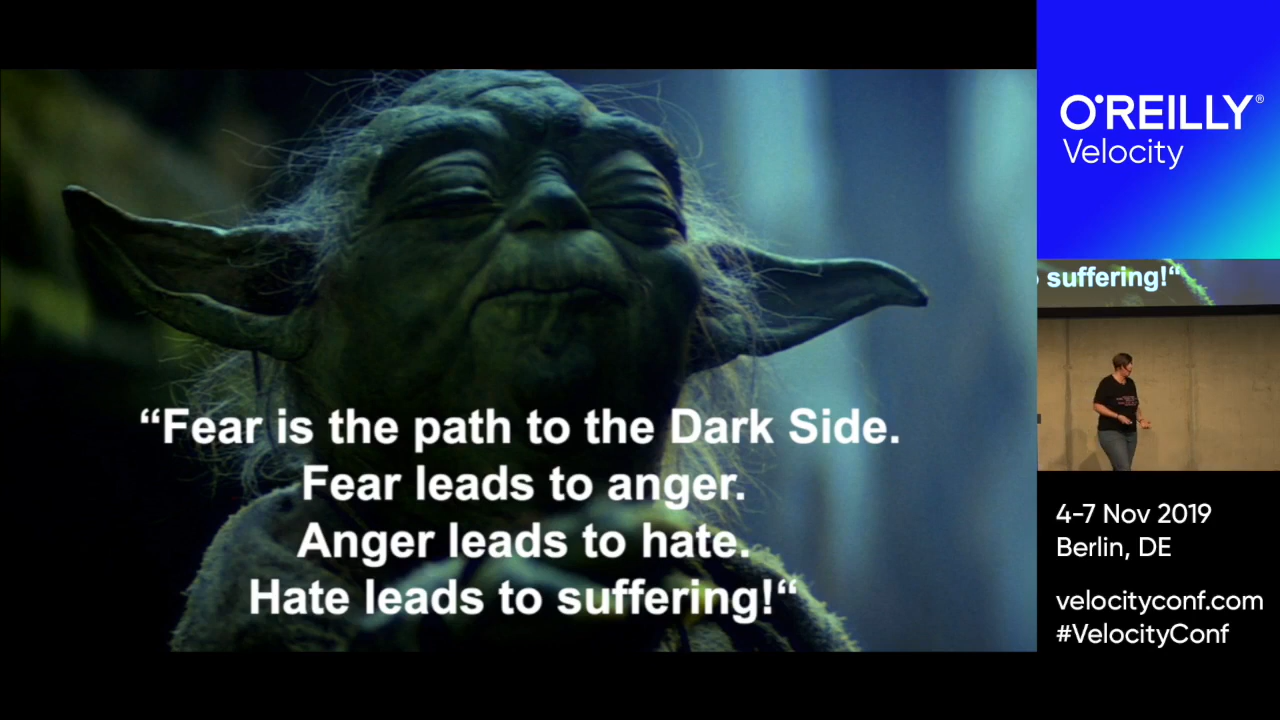 “Fear is the path to the Dark Side.
Fear leads to anger.
Anger leads to hate.
Hate leads to suffering!“
O'REILLY®
Velocity
suffering!“
4-7 Nov 2019
Berlin, DE
velocityconf.com
#VelocityConf